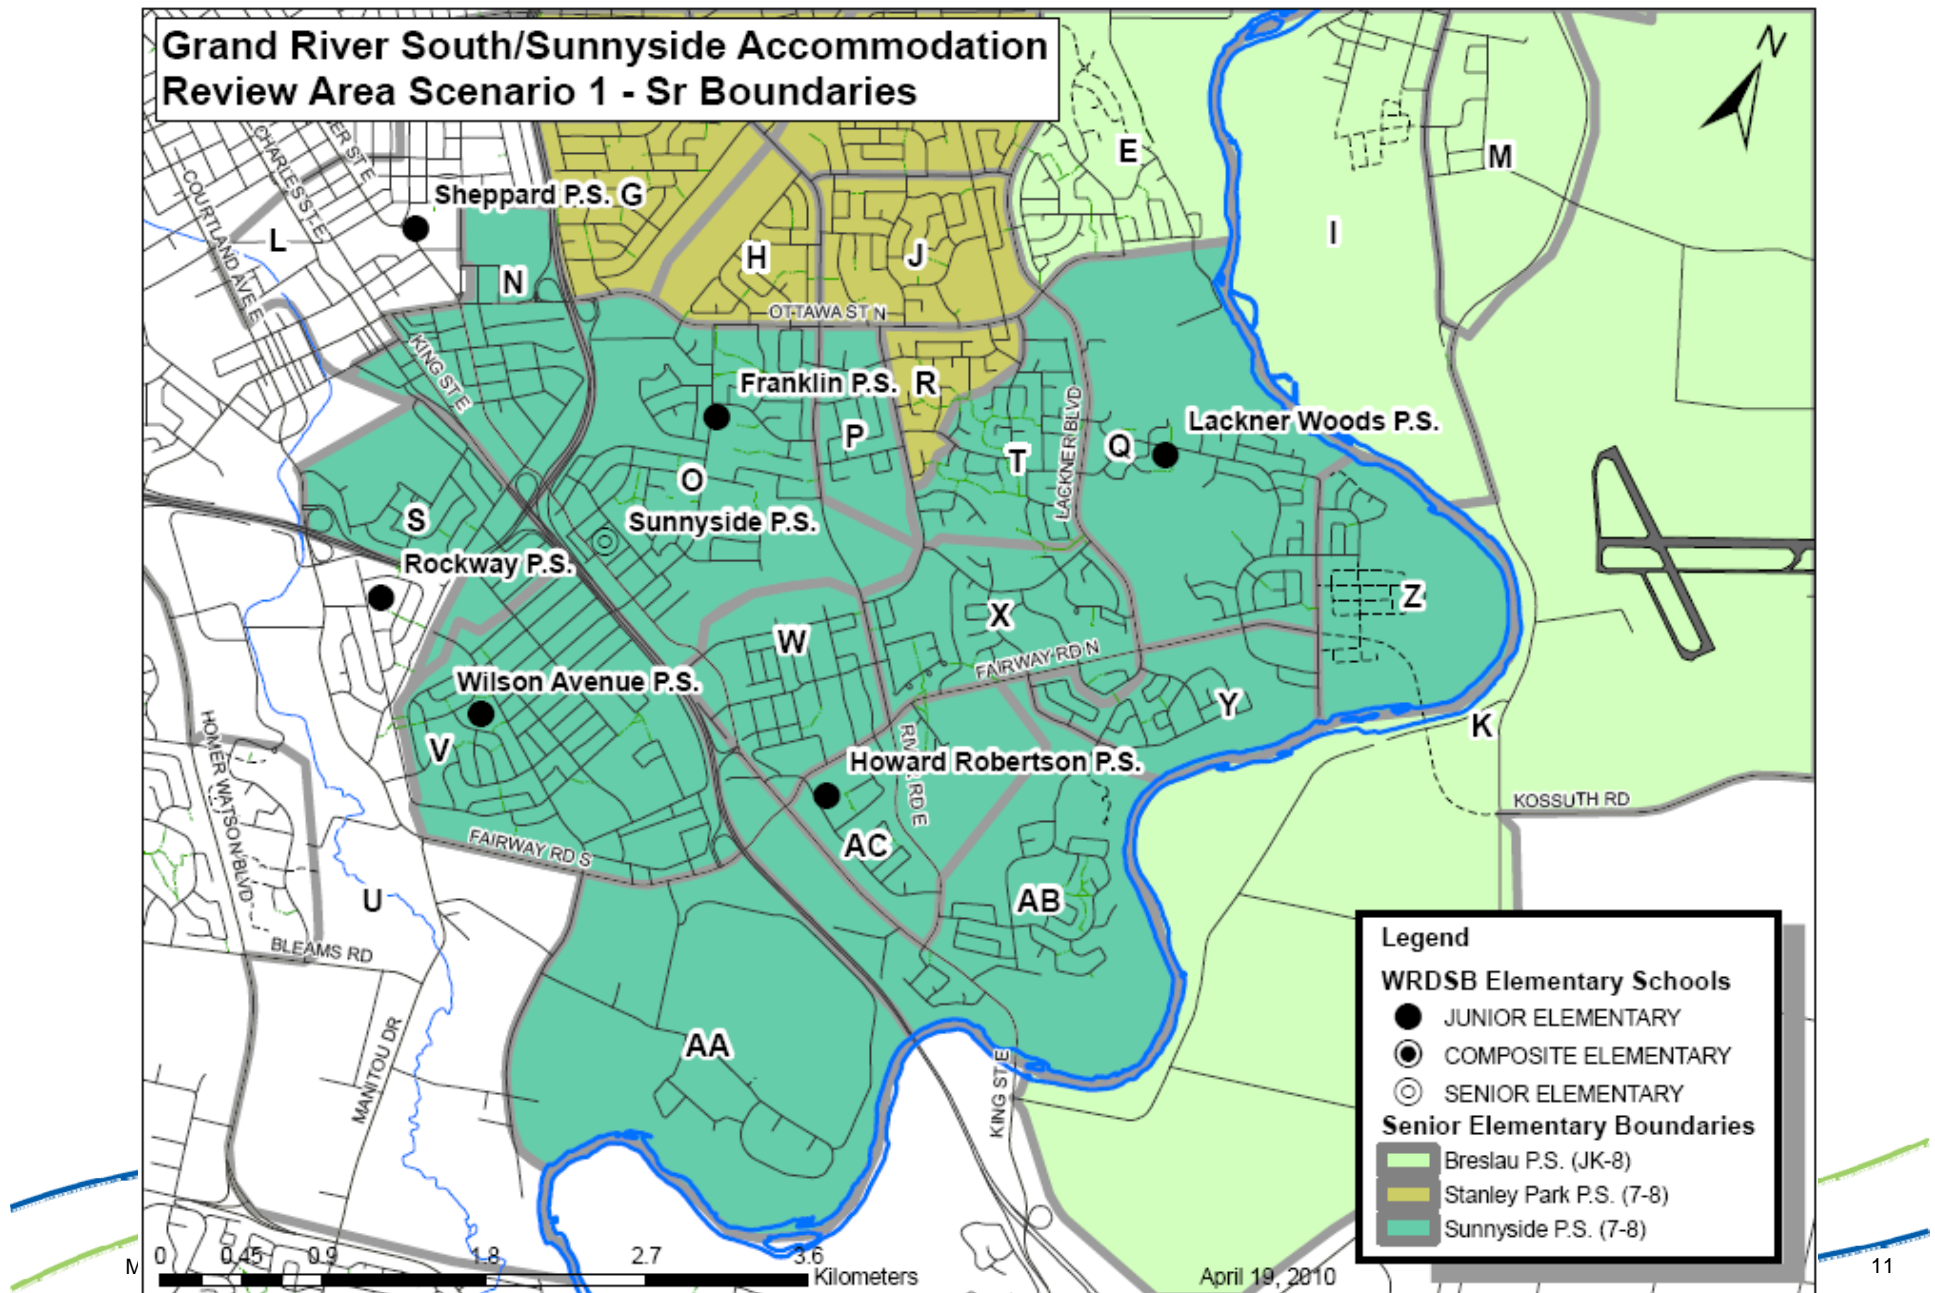 Grand River South/Sunnyside Accommodation
Review Area Scenario 1 - Sr Boundaries
N
E
M
CHARLES ST E
ER ST E
COURTLAND AVE E
Sheppard P.S.
G
L
I
H
J
N
OTTAWA ST N
KING ST E
Franklin P.S.
R
LACKNER BLVD
Lackner Woods P.S.
P
Q
T
O
S
Sunnyside P.S.
Rockway P.S.
Z
X
W
FAIRWAY RD N
Wilson Avenue P.S.
Y
K
V
HOMER WATSON BLVD
Howard Robertson P.S.
RIVER RD E
KOSSUTH RD
FAIRWAY RD S
AC
U
AB
BLEAMS RD
AA
MANITOU DR
KING ST E
Legend
WRDSB Elementary Schools
JUNIOR ELEMENTARY
COMPOSITE ELEMENTARY
SENIOR ELEMENTARY
Senior Elementary Boundaries
Breslau P.S. (JK-8)
Stanley Park P.S. (7-8)
Sunnyside P.S. (7-8)
0 0.45 0.9 1.8 2.7 3.6
Kilometers
April 19, 2010
M
11